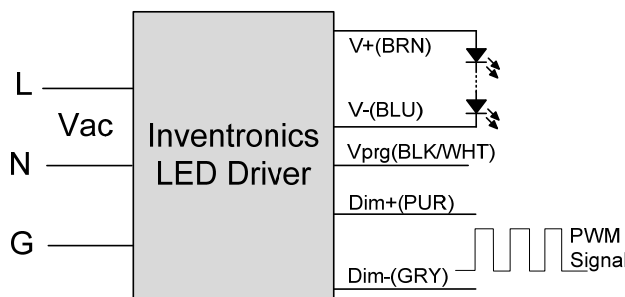 V+(BRN)
L
Vac
V-(BLU)
Inventronics
LED Driver
Vprg(BLK/WHT)
N
Dim+(PUR)
G
PWM
Signal
Dim-(GRY)